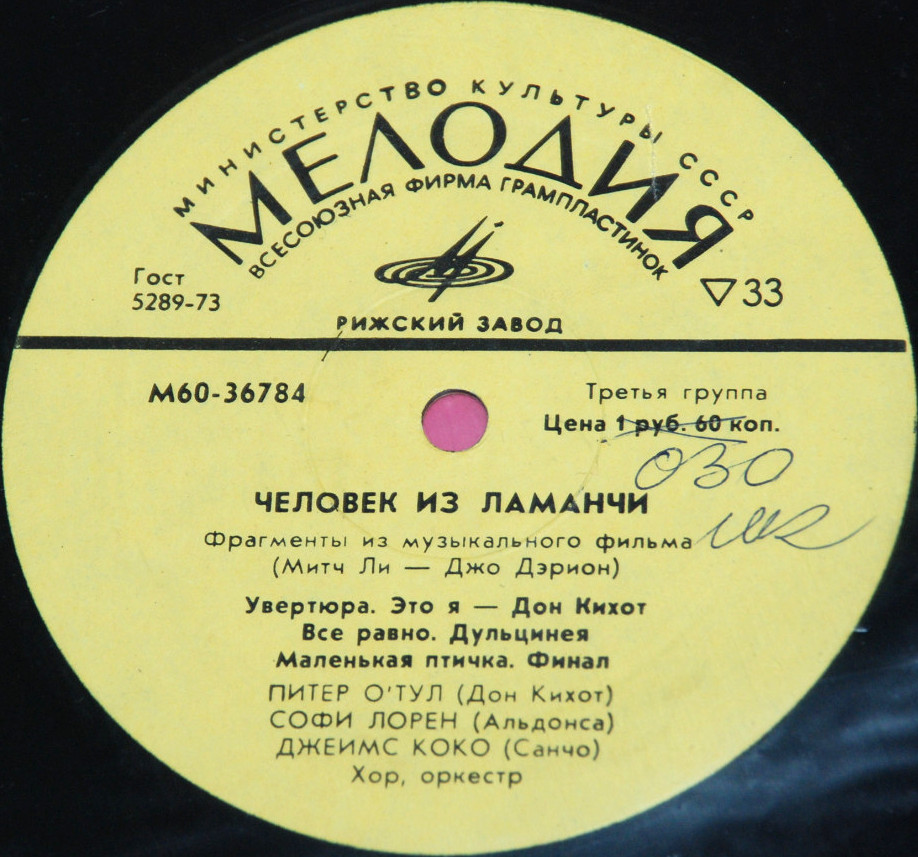 МИНИСТЕРСТВО КУЛЬТУРЫ СССР
МЕЛОДИЯ
ВСЕСОЮЗНАЯ ФИРМА ГРАМПЛАСТИНОК
Гост
5289-73
33
РИЖСКИЙ ЗАВОД
М60-36784
Третья группа
Цена 1 руб. 60 коп.
030
ЧЕЛОВЕК ИЗ ЛАМАНЧИ
Фрагменты из музыкального фильма
(Митч Ли — Джо Дэрион)
Увертюра. Это я — Дон Кихот
Все равно. Дульцинея
Маленькая птичка. Финал
ПИТЕР О'ТУЛ (Дон Кихот)
СОФИ ЛОРЕН (Альдонса)
ДЖЕИМС КОКО (Санчо)
Хор, оркестр